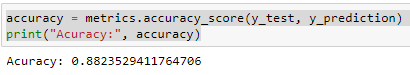 accuracy = metrics.accuracy_score(y_test, y_prediction)
print("Acuracy:", accuracy)
Acuracy: 0.8823529411764706